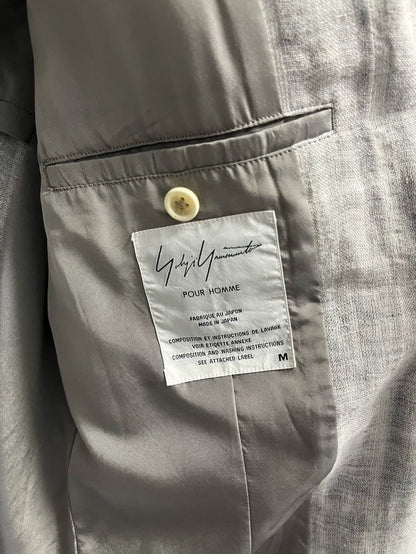 Yohji Yamamoto
POUR HOMME
FABRIQUE AU JAPON
MADE IN JAPAN
COMPOSITION ET INSTRUCTIONS DE LAVAGE
VOIR ETIQUETTE ANNEXE
COMPOSITION AND WASHING INSTRUCTIONS
SEE ATTACHED LABEL M